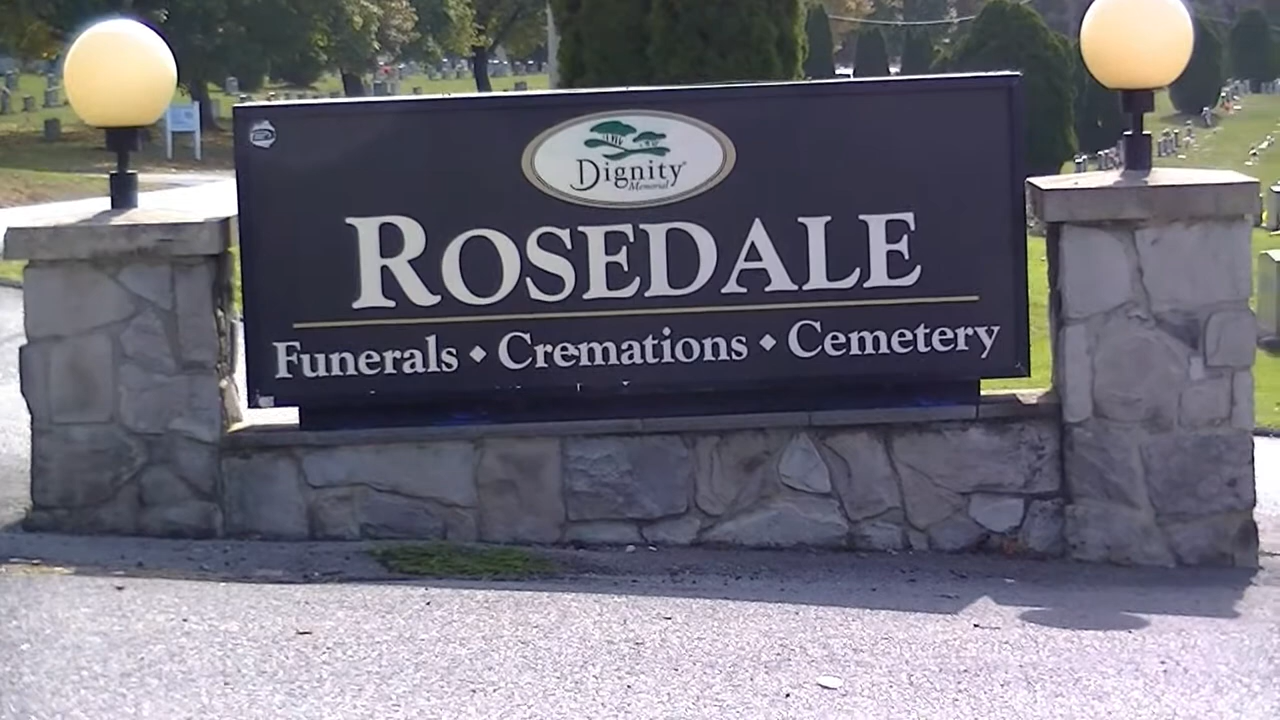 Dignity
Memorial
ROSEDALE
Funerals ◆ Cremations ◆ Cemetery